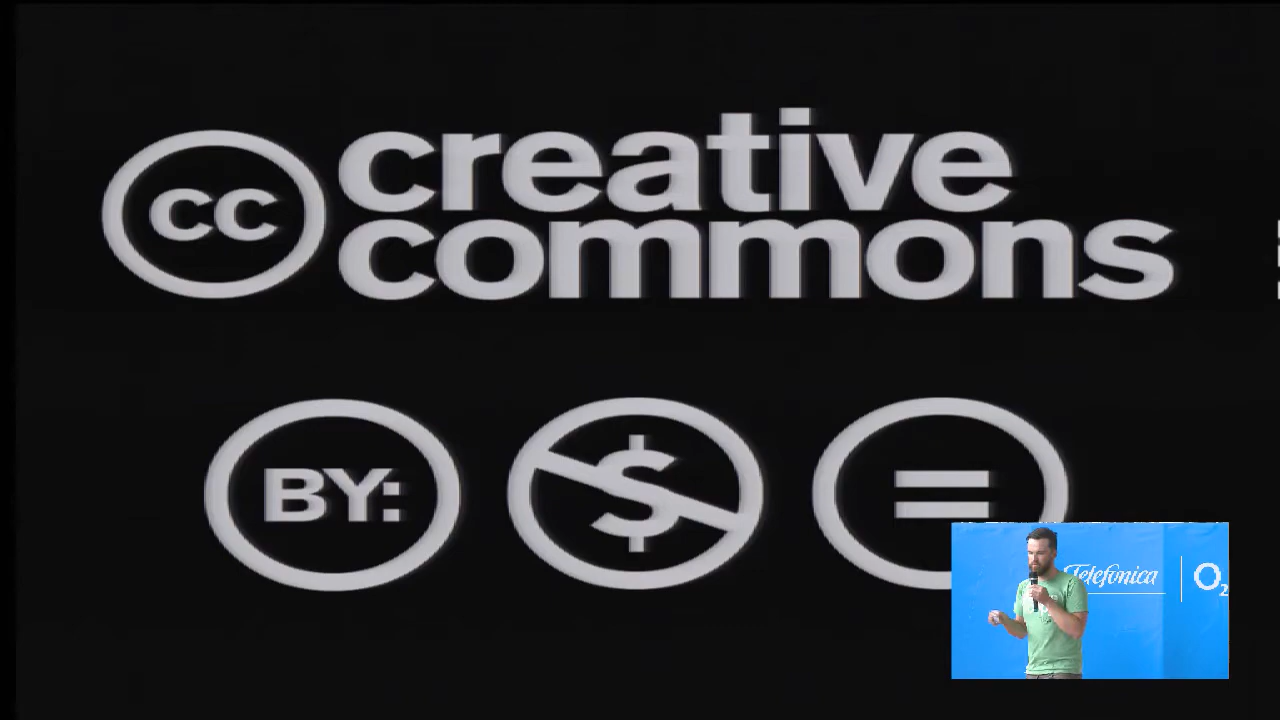 cc creative
commons
BY: $ =
Telefonica O2